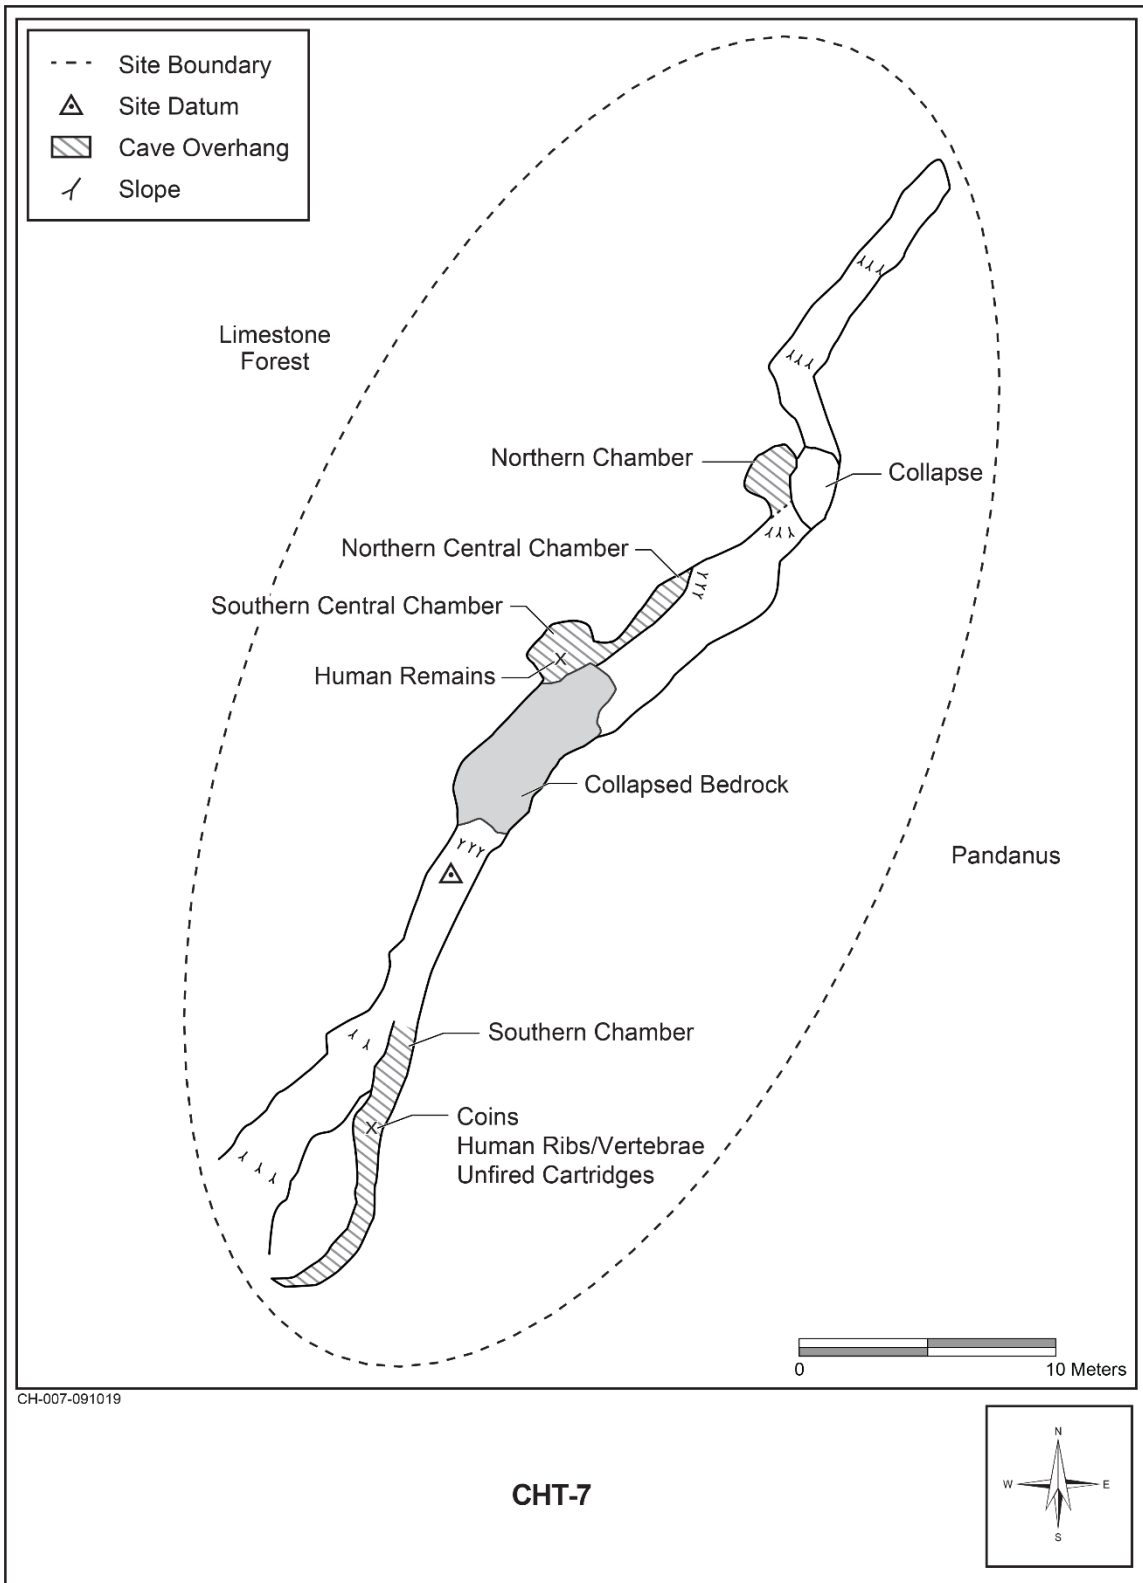 Site Boundary
Site Datum
Cave Overhang
Slope
Limestone
Forest
Northern Chamber
Collapse
Northern Central Chamber
Southern Central Chamber
X
Human Remains
Collapsed Bedrock
Pandanus
Southern Chamber
X
Coins
Human Ribs/Vertebrae
Unfired Cartridges
0
10 Meters
CH-007-091019
CHT-7
N
W
E
S